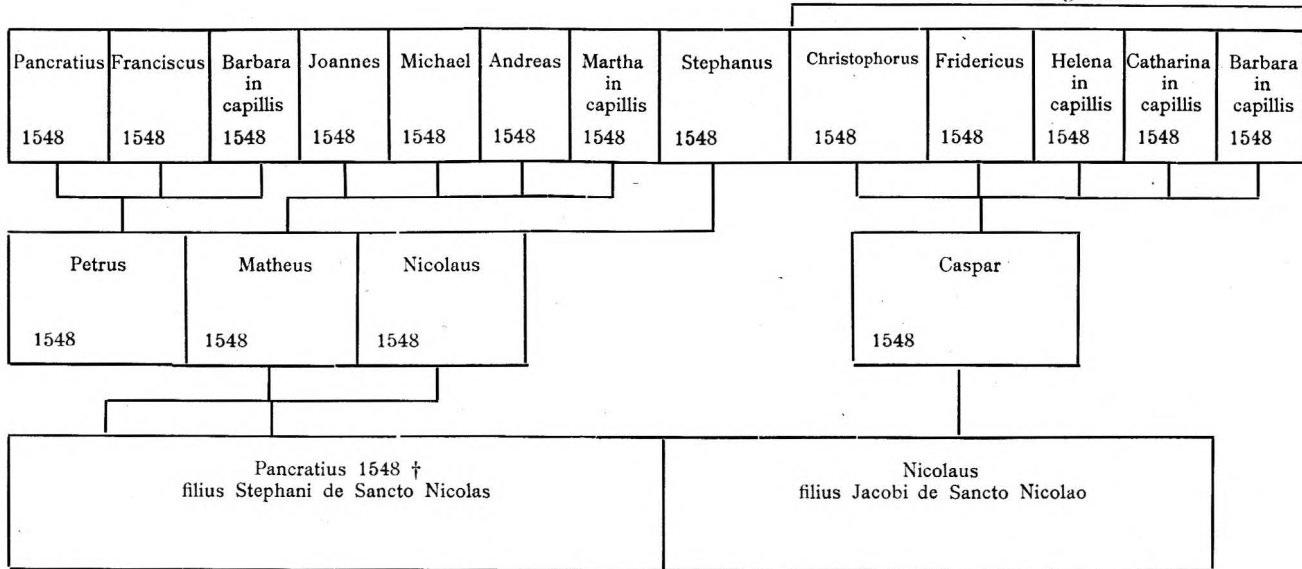 Pancratius Franciscus Barbara Joannes Michael Andreas Martha Stephanus Christophorus Fridericus Helena Catharina Barbara
in in in in in
capillis capillis capillis capillis capillis
1548 1548 1548 1548 1548 1548 1548 1548 1548 1548 1548 1548 1548
Petrus Matheus Nicolaus Caspar
1548 1548 1548 1548
Pancratius 1548 † Nicolaus
filius Stephani de Sancto Nicolas filius Jacobi de Sancto Nicolao